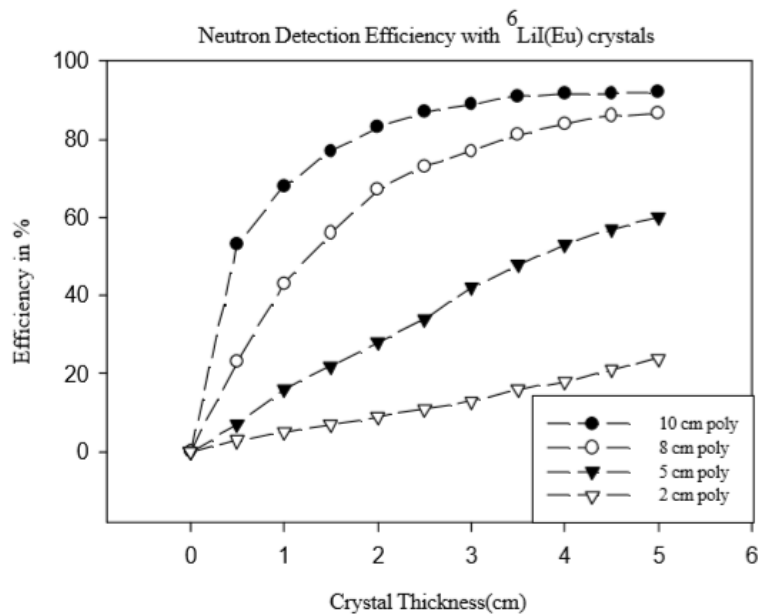 Neutron Detection Efficiency with ⁶LiI(Eu) crystals
100
80
60
40
20
0
Efficiency in %
10 cm poly
8 cm poly
5 cm poly
2 cm poly
0 1 2 3 4 5 6
Crystal Thickness(cm)